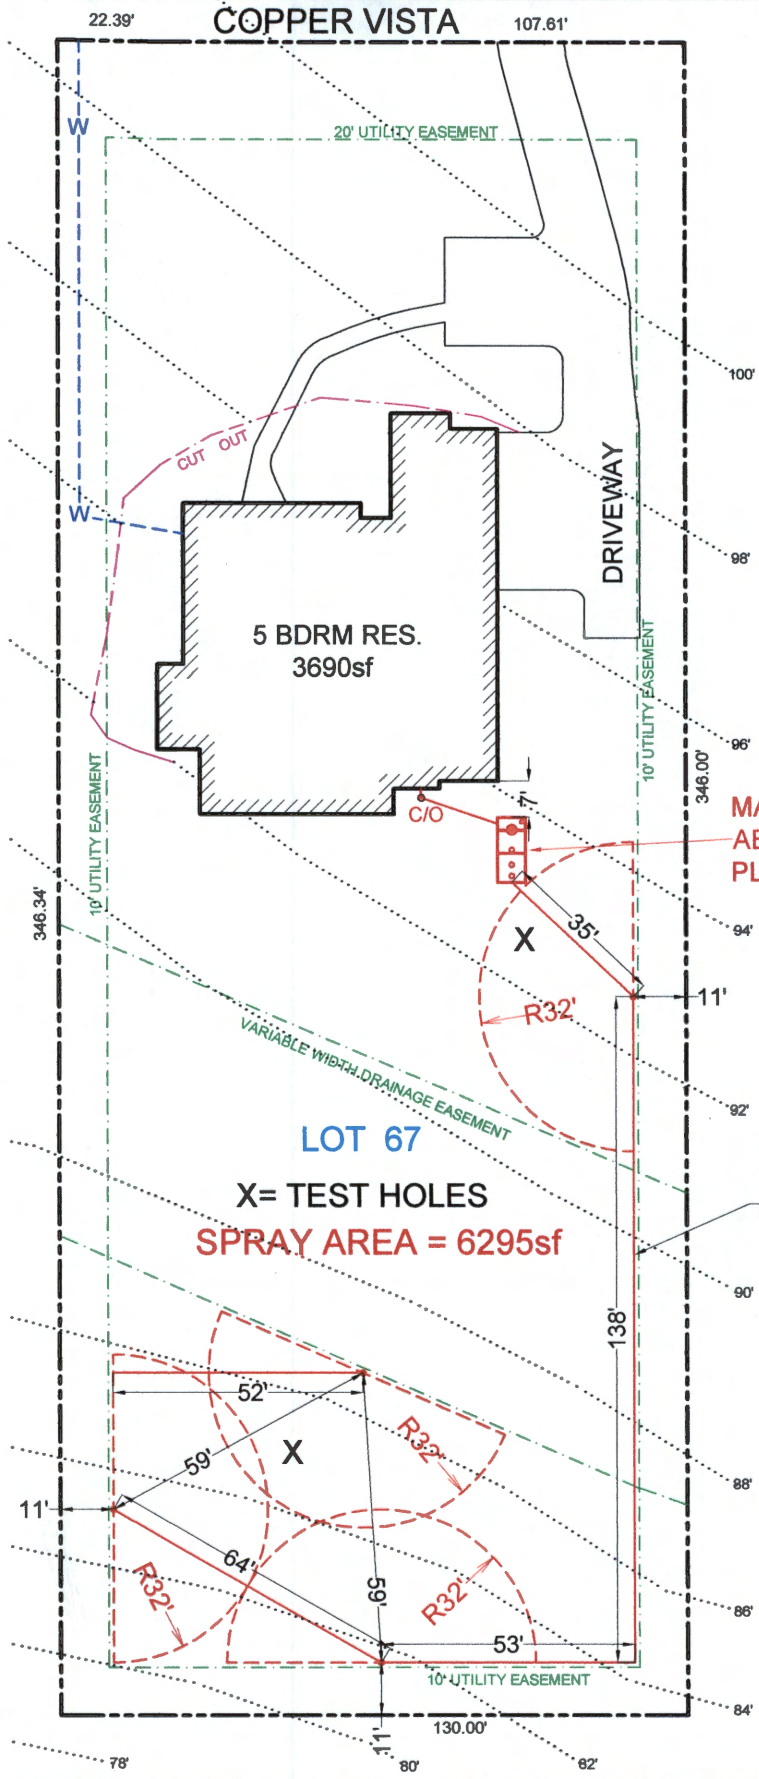 22.39'
COPPER VISTA
107.61'
W
20' UTILITY EASEMENT
100'
CUT OUT
DRIVEWAY
W
98'
5 BDRM RES.
3690sf
10' UTILITY EASEMENT
96'
346.00'
10' UTILITY EASEMENT
7'
C/O
346.34'
94'
X
35'
11'
R32'
VARIABLE WIDTH DRAINAGE EASEMENT
92'
LOT 67
X= TEST HOLES
SPRAY AREA = 6295sf
90'
138'
52'
R32'
X
59'
88'
11'
64'
R32'
59'
R32'
86'
53'
10' UTILITY EASEMENT
84'
11'
130.00'
78'
80'
82'